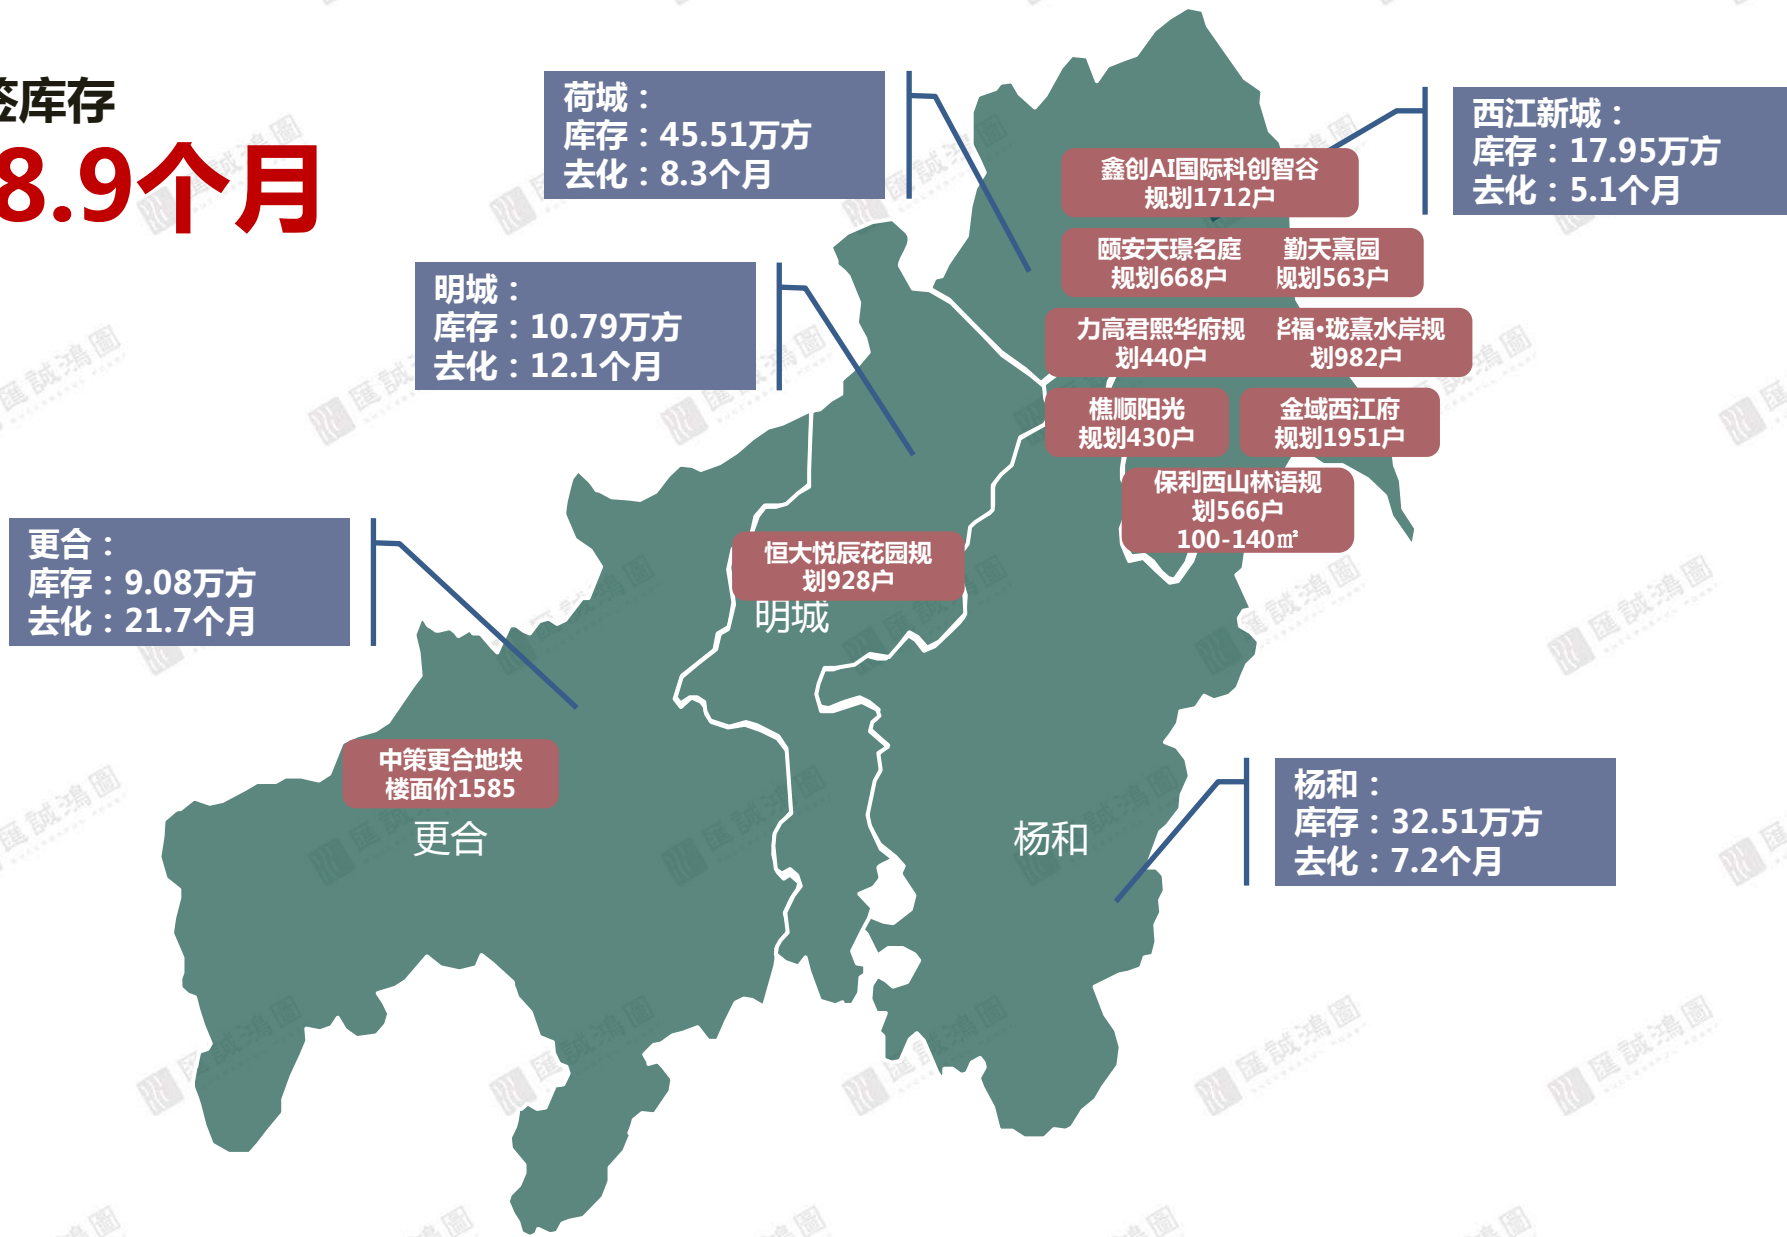 签库存
8.9个月
荷城：
库存：45.51万方
去化：8.3个月
西江新城：
库存：17.95万方
去化：5.1个月
鑫创AI国际科创智谷
规划1712户
颐安天璟名庭
规划668户
勤天熹园
规划563户
明城：
库存：10.79万方
去化：12.1个月
力高君熙华府规
划440户
华福·珑熹水岸规
划982户
樵顺阳光
规划430户
金域西江府
规划1951户
保利西山林语规
划566户
100-140㎡
更合：
库存：9.08万方
去化：21.7个月
恒大悦辰花园规
划928户
明城
中策更合地块
楼面价1585
更合
杨和
杨和：
库存：32.51万方
去化：7.2个月
匯誠鴻圖